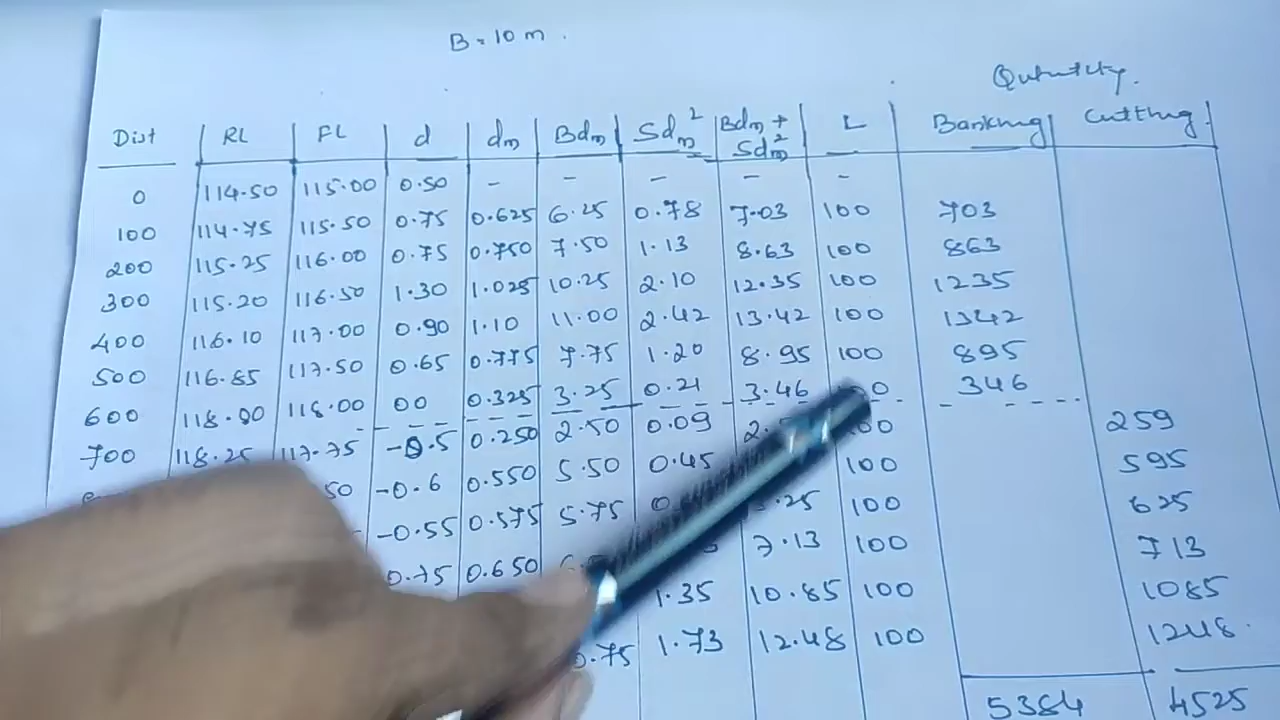 B = 10 m.
Quantity.
Dist RL FL d dm Bdm Sdm² Bdm + Sdm² L Banking Cutting.
0 114.50 115.00 0.50 - - - - -
100 114.75 115.50 0.75 0.625 6.25 0.78 7.03 100 703
200 115.25 116.00 0.75 0.750 7.50 1.13 8.63 100 863
300 115.20 116.50 1.30 1.025 10.25 2.10 12.35 100 1235
400 116.10 117.00 0.90 1.10 11.00 2.42 13.42 100 1342
500 116.85 117.50 0.65 0.775 7.75 1.20 8.95 100 895
600 118.00 118.00 00 0.325 3.25 0.21 3.46 346
700 118.25 117.75 -0.5 0.250 2.50 0.09 259
-0.6 0.550 5.50 0.45 100 595
-0.55 0.575 5.75 100 625
0.75 0.650 7.13 100 713
1.35 10.85 100 1085
1.73 12.48 100 1248.
5384 4525